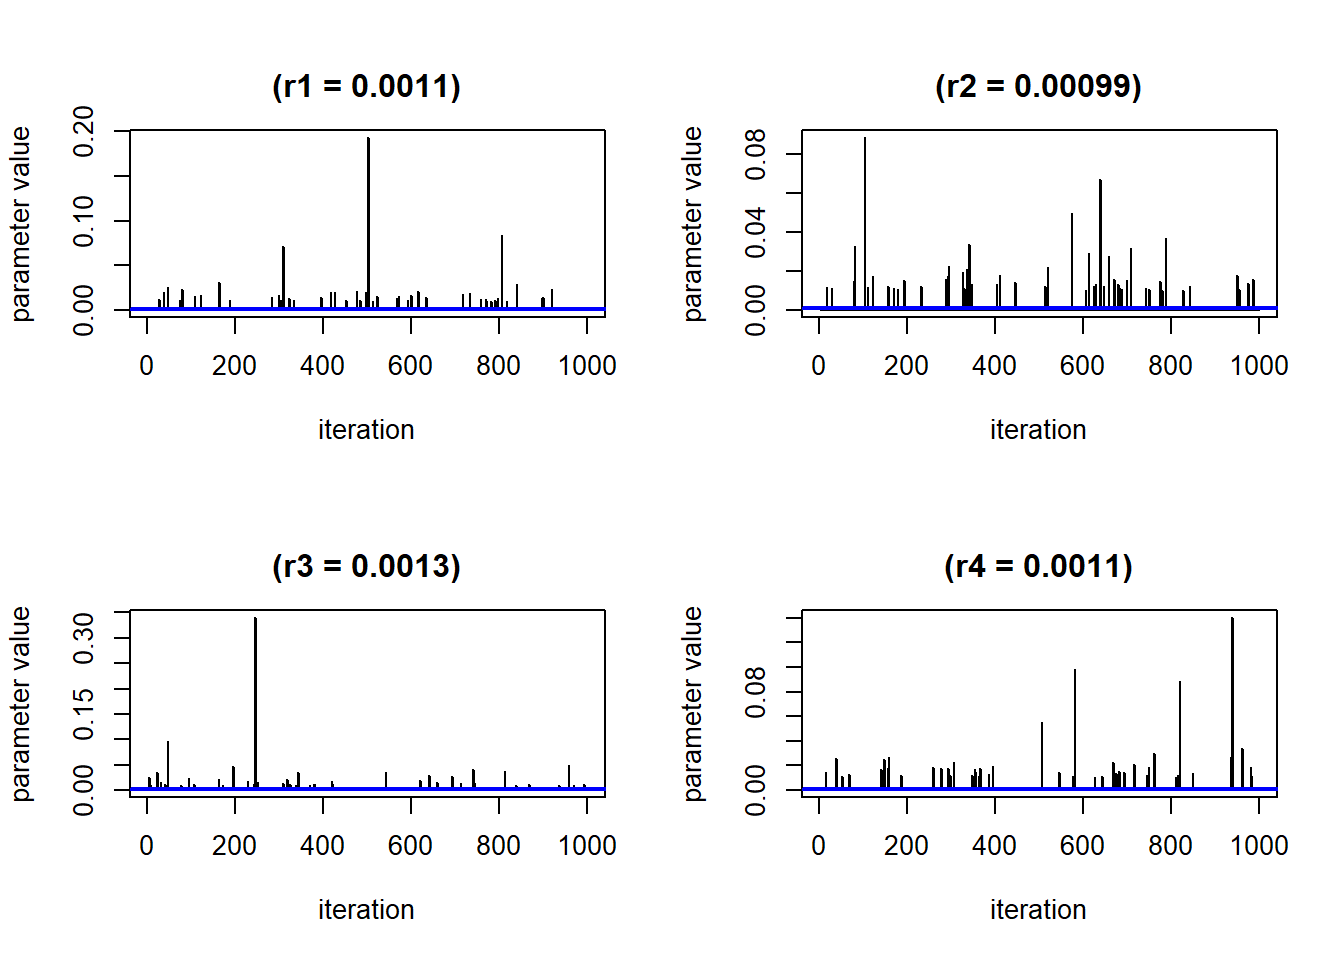 (r1 = 0.0011)
parameter value
0.00 0.10 0.20
0 200 400 600 800 1000
iteration
(r2 = 0.00099)
parameter value
0.00 0.04 0.08
0 200 400 600 800 1000
iteration
(r3 = 0.0013)
parameter value
0.00 0.15 0.30
0 200 400 600 800 1000
iteration
(r4 = 0.0011)
parameter value
0.00 0.08
0 200 400 600 800 1000
iteration